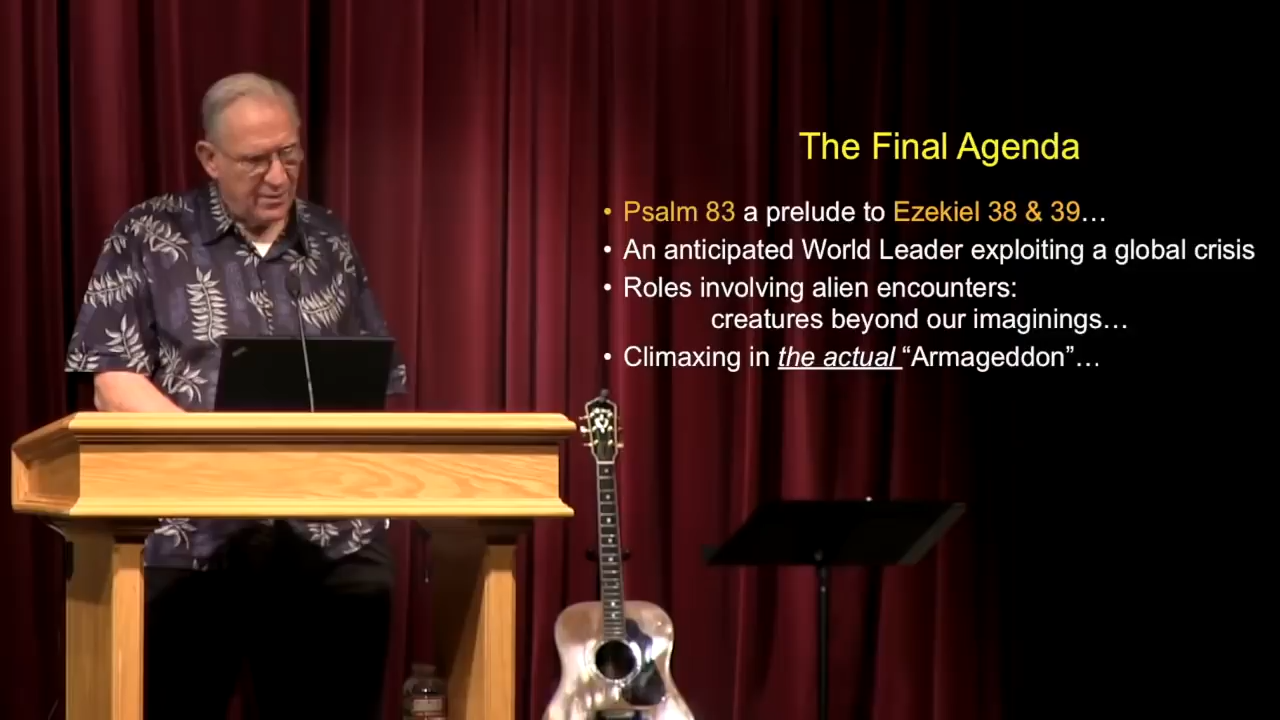 The Final Agenda
• Psalm 83 a prelude to Ezekiel 38 & 39…
• An anticipated World Leader exploiting a global crisis
• Roles involving alien encounters:
creatures beyond our imaginings…
• Climaxing in the actual “Armageddon”…